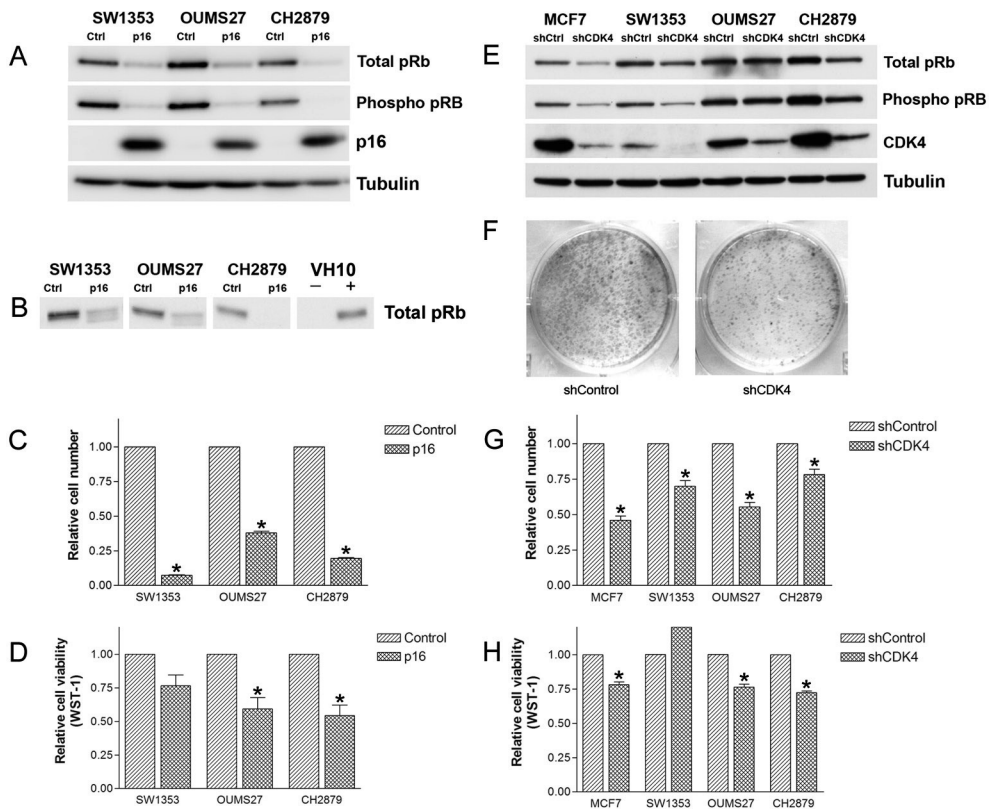 A
SW1353 OUMS27 CH2879
Ctrl p16 Ctrl p16 Ctrl p16
Total pRb
Phospho pRB
p16
Tubulin
B
SW1353 OUMS27 CH2879 VH10
Ctrl p16 Ctrl p16 Ctrl p16 – +
Total pRb
C
Relative cell number
1.00
0.75
0.50
0.25
0.00
* * *
SW1353 OUMS27 CH2879
Control
p16
D
Relative cell viability
(WST-1)
1.00
0.75
0.50
0.25
0.00
* *
SW1353 OUMS27 CH2879
Control
p16
E
MCF7 SW1353 OUMS27 CH2879
shCtrl shCDK4 shCtrl shCDK4 shCtrl shCDK4 shCtrl shCDK4
Total pRb
Phospho pRB
CDK4
Tubulin
F
shControl shCDK4
G
Relative cell number
1.00
0.75
0.50
0.25
0.00
* * * *
MCF7 SW1353 OUMS27 CH2879
shControl
shCDK4
H
Relative cell viability
(WST-1)
1.00
0.75
0.50
0.25
0.00
* * *
MCF7 SW1353 OUMS27 CH2879
shControl
shCDK4